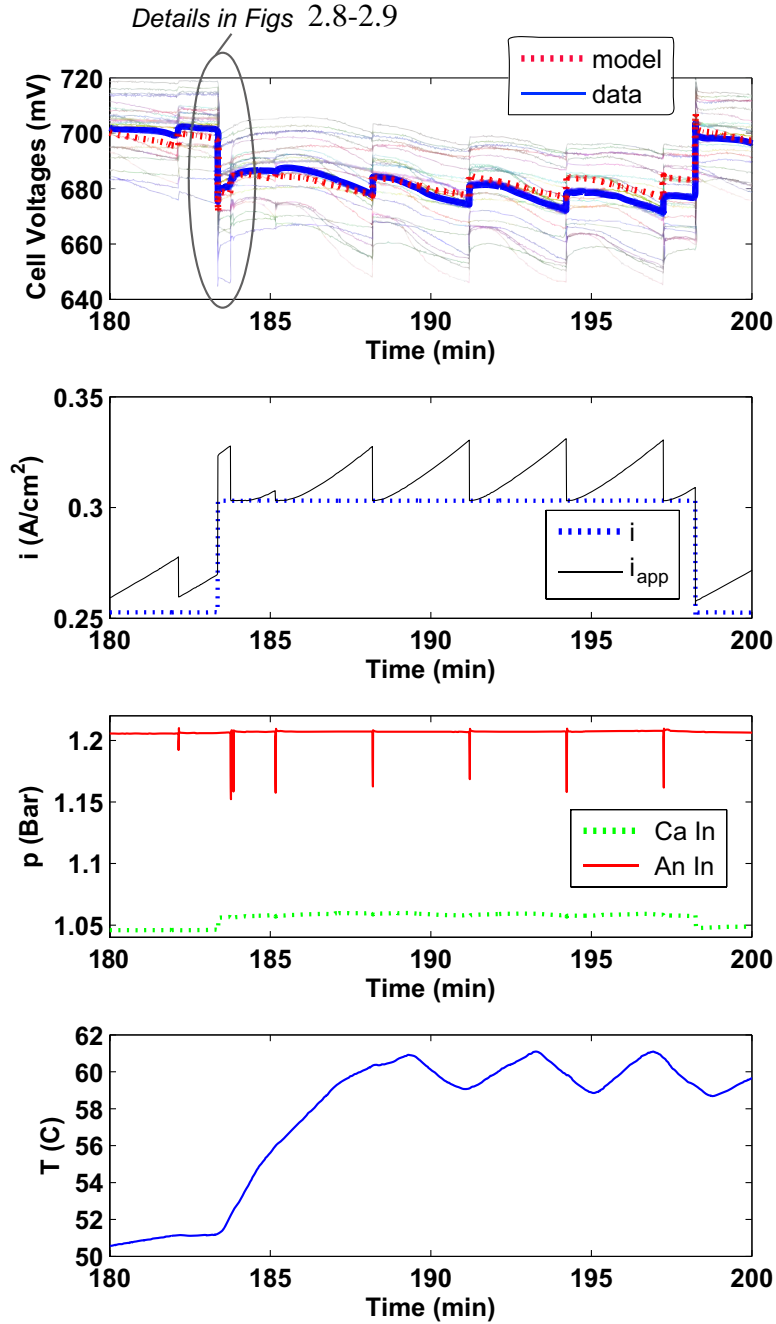 Details in Figs 2.8-2.9
720
700
680
660
640
Cell Voltages (mV)
model
data
180 185 190 195 200
Time (min)
0.35
0.3
0.25
i (A/cm²)
i
i_app
180 185 190 195 200
Time (min)
1.2
1.15
1.1
1.05
p (Bar)
Ca In
An In
180 185 190 195 200
Time (min)
62
60
58
56
54
52
50
T (C)
180 185 190 195 200
Time (min)